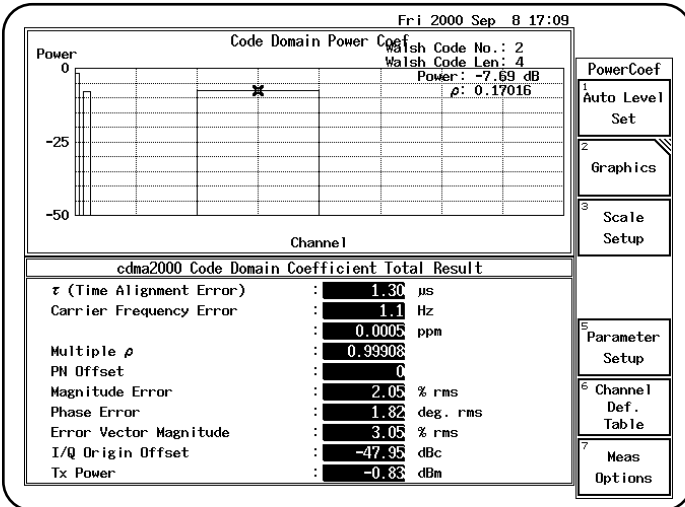 Fri 2000 Sep 8 17:09
Code Domain Power Coef
Walsh Code No.: 2
Walsh Code Len: 4
Power: -7.69 dB
ρ: 0.17016
Power
0
-25
-50
Channel
cdma2000 Code Domain Coefficient Total Result
τ (Time Alignment Error) : 1.30 μs
Carrier Frequency Error : 1.1 Hz
: 0.0005 ppm
Multiple ρ : 0.99908
PN Offset : 0
Magnitude Error : 2.05 % rms
Phase Error : 1.82 deg. rms
Error Vector Magnitude : 3.05 % rms
I/Q Origin Offset : -47.95 dBc
Tx Power : -0.83 dBm
PowerCoef
1
Auto Level
Set
2
Graphics
3
Scale
Setup
5
Parameter
Setup
6
Channel
Def.
Table
7
Meas
Options